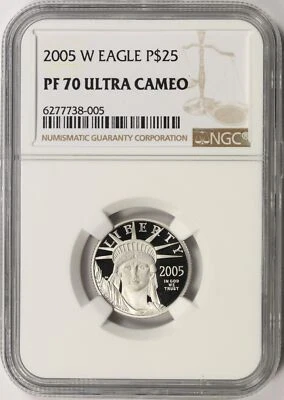 2005 W EAGLE P$25
PF 70 ULTRA CAMEO
6277738-005
NUMISMATIC GUARANTY CORPORATION
NGC
LIBERTY
2005
IN GOD
WE TRUST